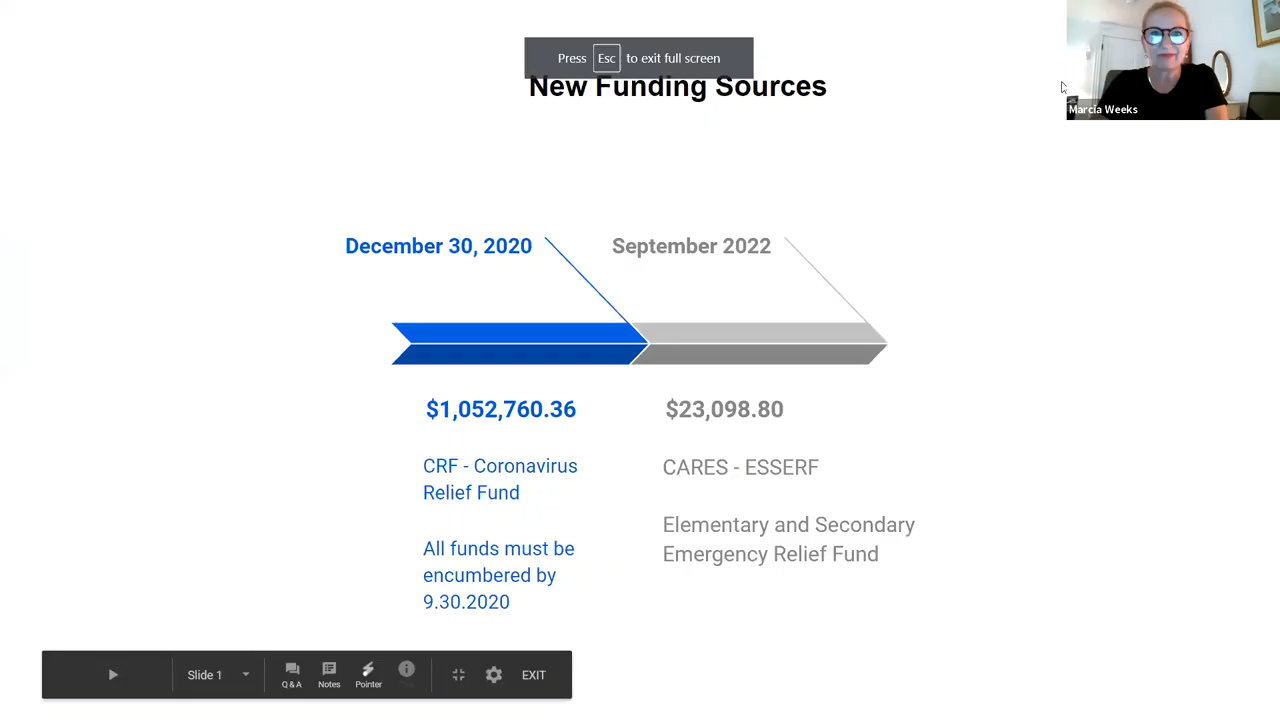 Press Esc to exit full screen
New Funding Sources
Marcia Weeks
December 30, 2020
September 2022
$1,052,760.36
$23,098.80
CRF - Coronavirus
Relief Fund
All funds must be
encumbered by
9.30.2020
CARES - ESSERF
Elementary and Secondary
Emergency Relief Fund
Slide 1
Q & A
Notes
Pointer
EXIT